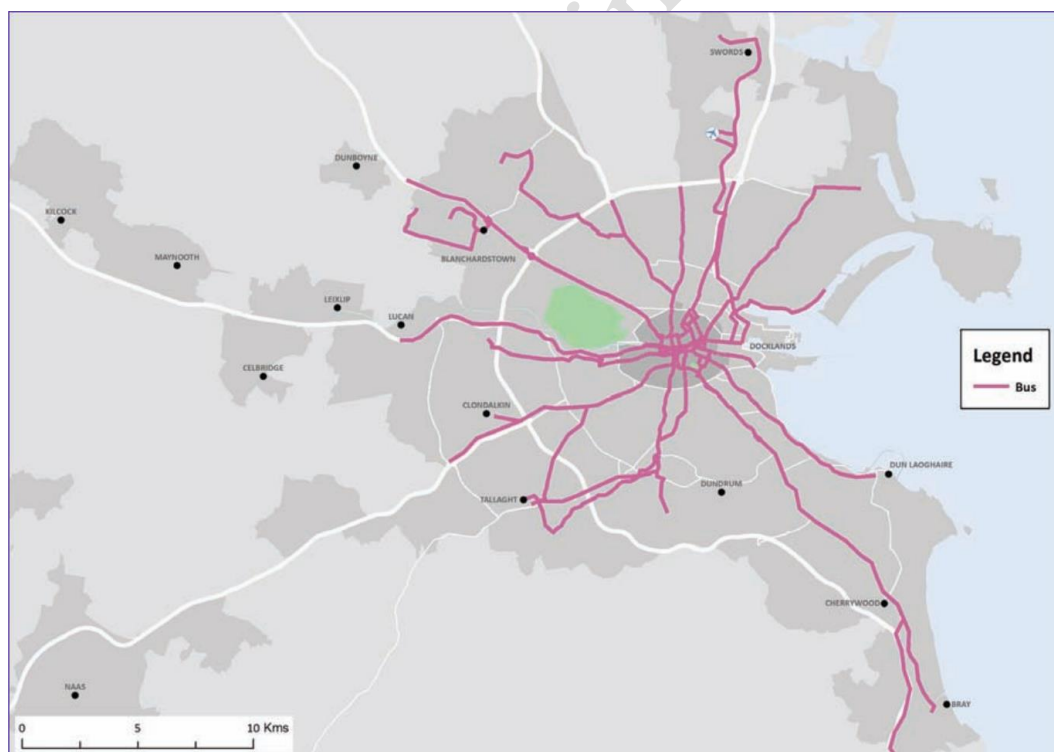 SWORDS
DUNBOYNE
KILCOCK
MAYNOOTH
BLANCHARDSTOWN
LEIXLIP
LUCAN
CELBRIDGE
DOCKLANDS
CLONDALKIN
TALLAGHT
DUNDRUM
DUN LAOGHAIRE
CHERRYWOOD
NAAS
BRAY
Legend
Bus
0 5 10 Kms